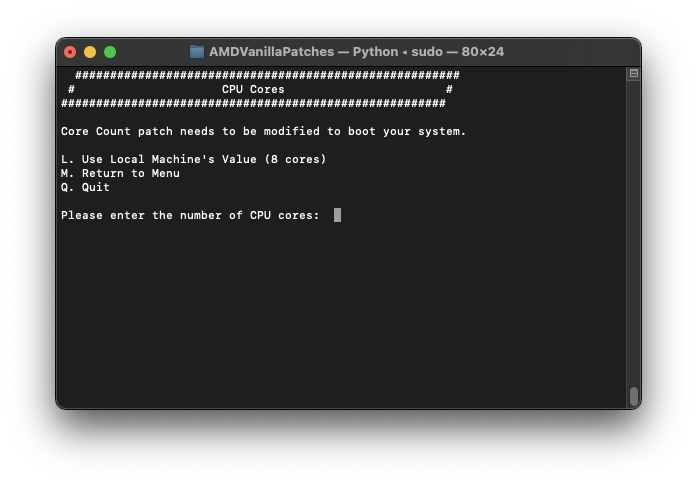 AMDVanillaPatches — Python ◂ sudo — 80×24
#######################################################
# CPU Cores #
#######################################################
Core Count patch needs to be modified to boot your system.
L. Use Local Machine's Value (8 cores)
M. Return to Menu
Q. Quit
Please enter the number of CPU cores: